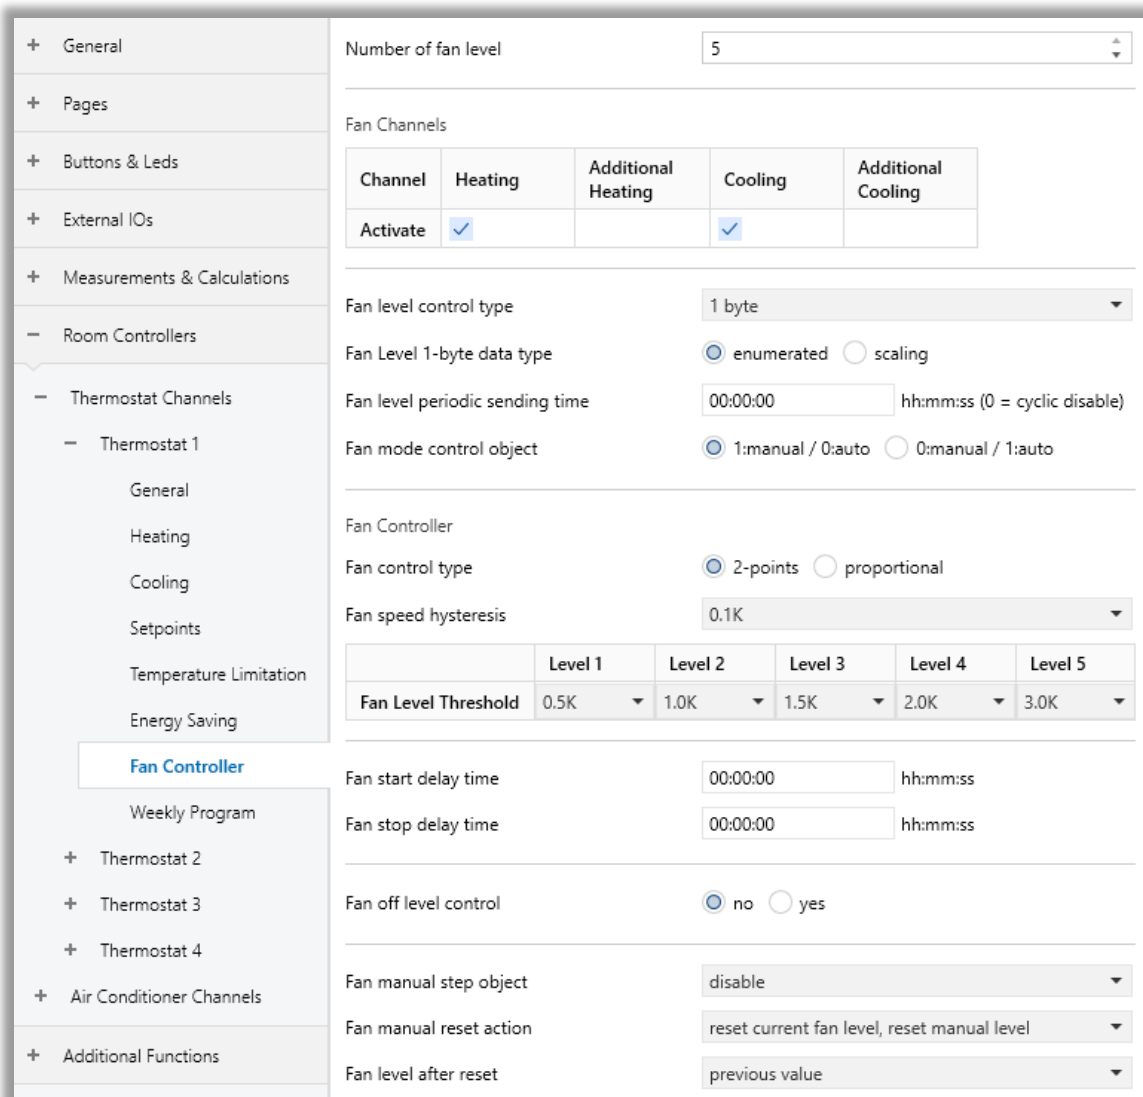 General
Pages
Buttons & Leds
External IOs
Measurements & Calculations
Room Controllers
Thermostat Channels
Thermostat 1
General
Heating
Cooling
Setpoints
Temperature Limitation
Energy Saving
Fan Controller
Weekly Program
Thermostat 2
Thermostat 3
Thermostat 4
Air Conditioner Channels
Additional Functions
Number of fan level 5
Fan Channels
Channel Heating Additional Heating Cooling Additional Cooling
Activate
Fan level control type 1 byte
Fan Level 1-byte data type enumerated scaling
Fan level periodic sending time 00:00:00 hh:mm:ss (0 = cyclic disable)
Fan mode control object 1:manual / 0:auto 0:manual / 1:auto
Fan Controller
Fan control type 2-points proportional
Fan speed hysteresis 0.1K
Level 1 Level 2 Level 3 Level 4 Level 5
Fan Level Threshold 0.5K 1.0K 1.5K 2.0K 3.0K
Fan start delay time 00:00:00 hh:mm:ss
Fan stop delay time 00:00:00 hh:mm:ss
Fan off level control no yes
Fan manual step object disable
Fan manual reset action reset current fan level, reset manual level
Fan level after reset previous value